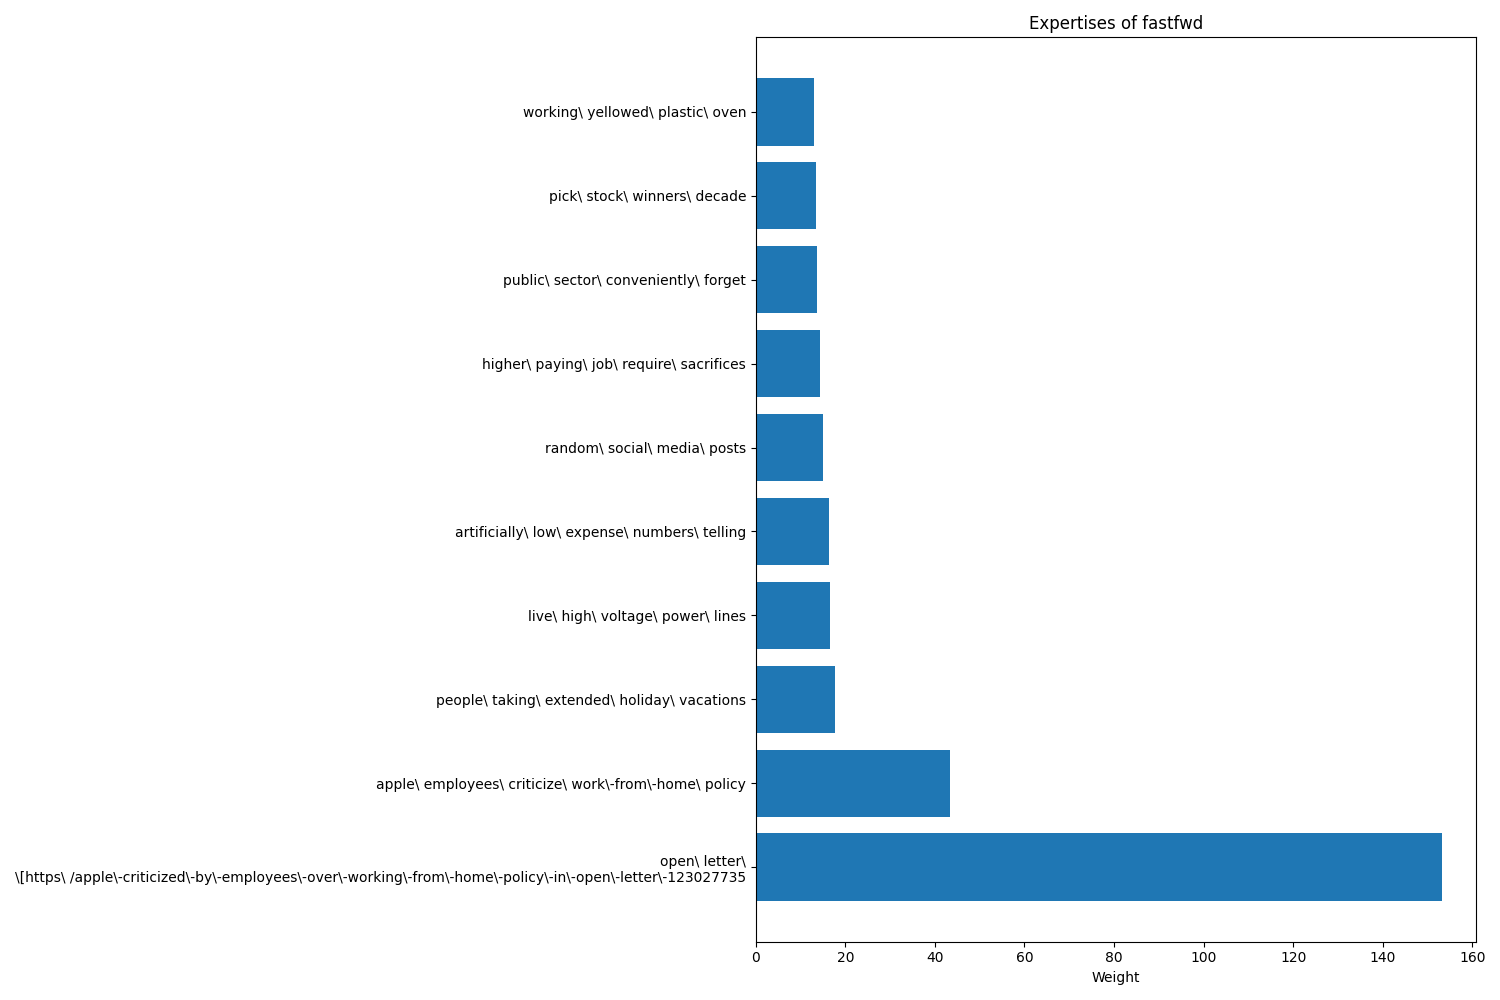 Expertises of fastfwd
working\ yellowed\ plastic\ oven
pick\ stock\ winners\ decade
public\ sector\ conveniently\ forget
higher\ paying\ job\ require\ sacrifices
random\ social\ media\ posts
artificially\ low\ expense\ numbers\ telling
live\ high\ voltage\ power\ lines
people\ taking\ extended\ holiday\ vacations
apple\ employees\ criticize\ work\-from\-home\ policy
open\ letter\
\[https\ /apple\-criticized\-by\-employees\-over\-working\-from\-home\-policy\-in\-open\-letter\-123027735
0 20 40 60 80 100 120 140 160
Weight